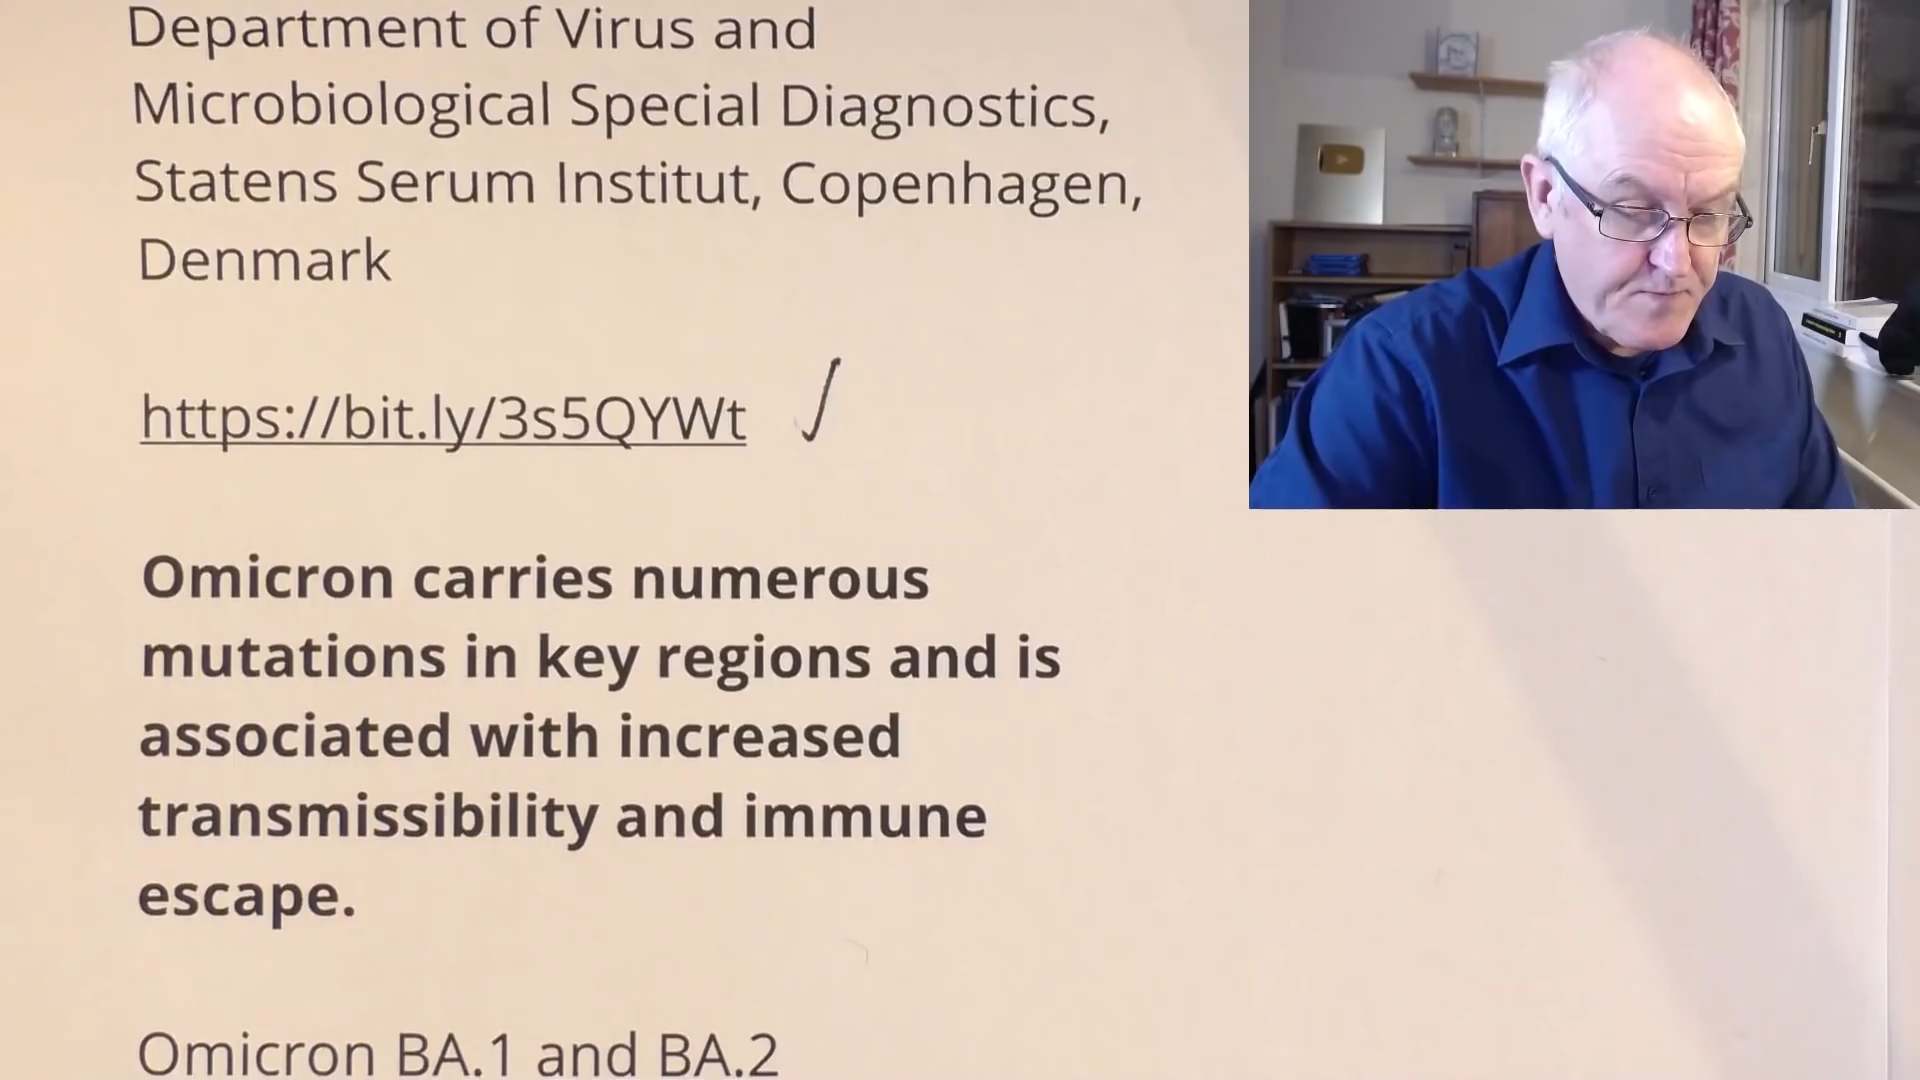 Department of Virus and
Microbiological Special Diagnostics,
Statens Serum Institut, Copenhagen,
Denmark
https://bit.ly/3s5QYWt
Omicron carries numerous
mutations in key regions and is
associated with increased
transmissibility and immune
escape.
Omicron BA.1 and BA.2